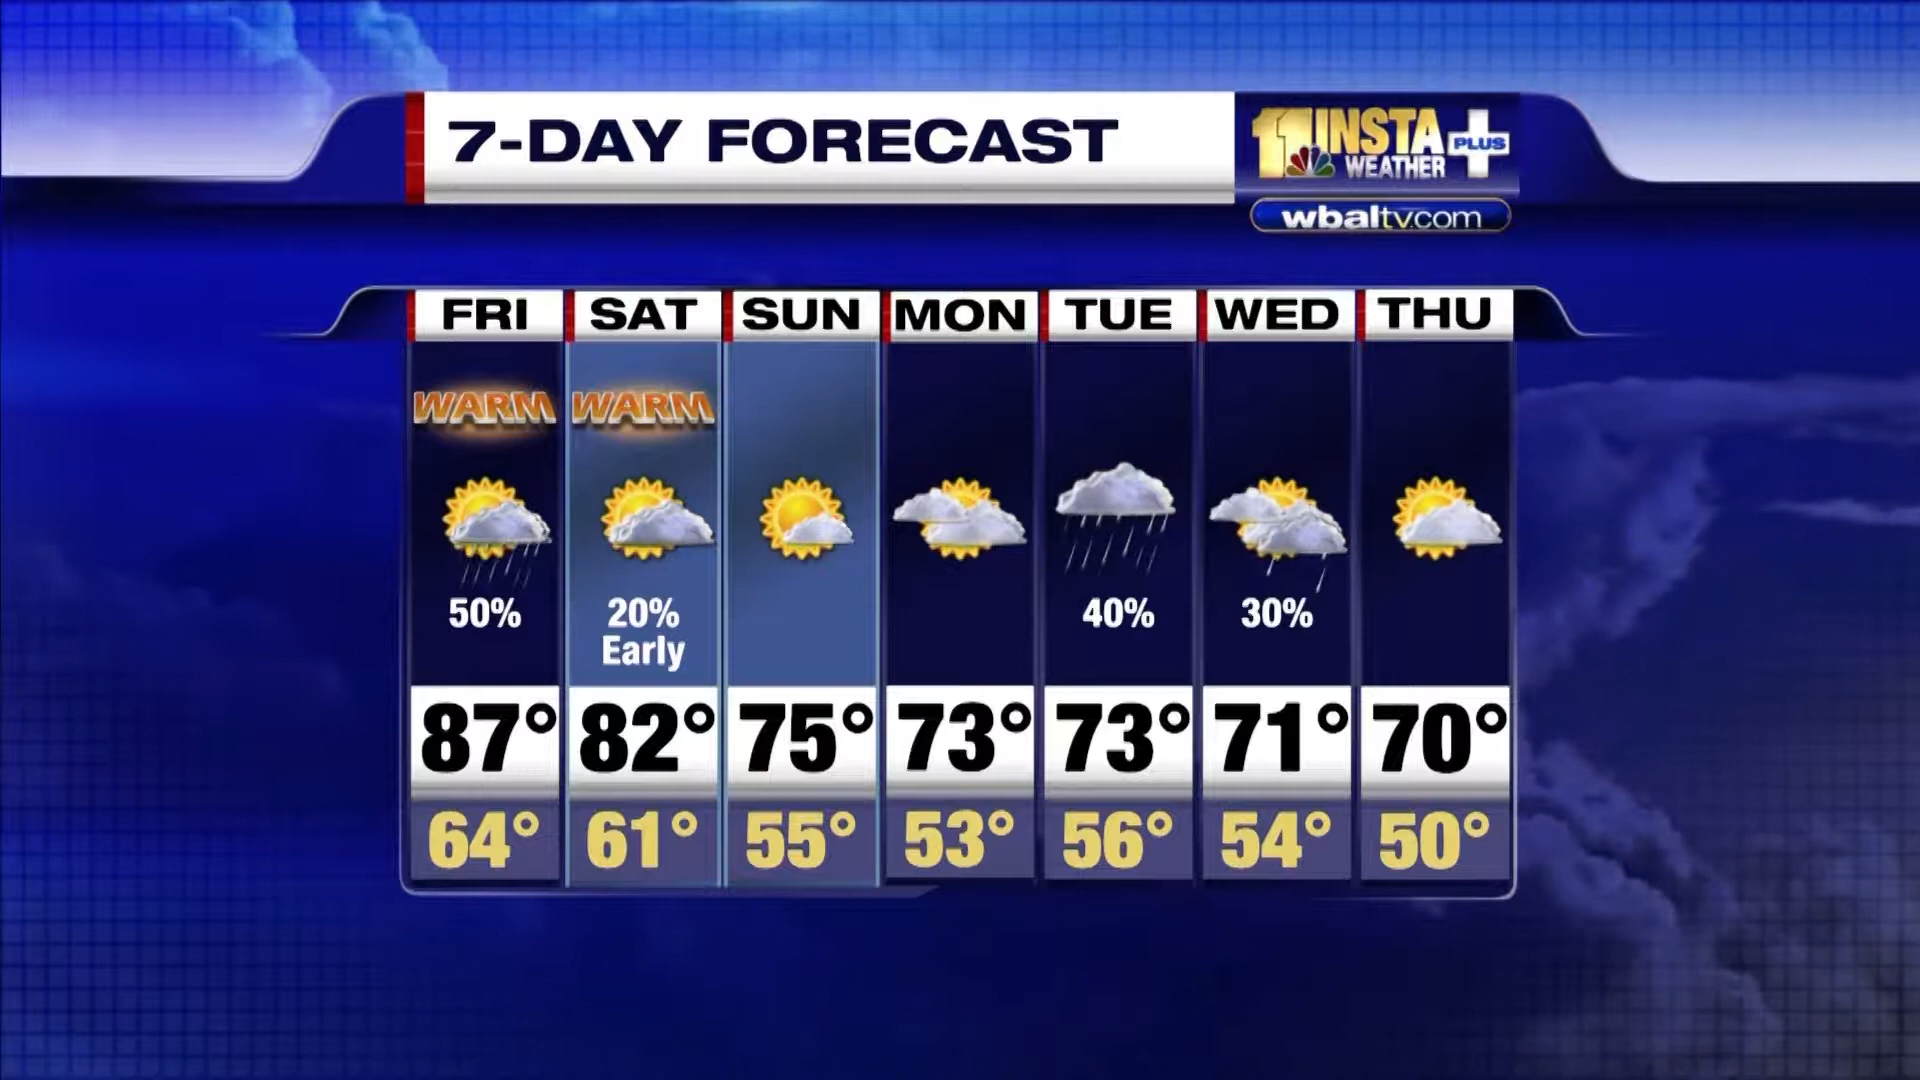 7-DAY FORECAST
11 INSTA
WEATHER
PLUS
wbaltv.com
FRI SAT SUN MON TUE WED THU
WARM WARM
50% 20% 40% 30%
Early
87° 82° 75° 73° 73° 71° 70°
64° 61° 55° 53° 56° 54° 50°